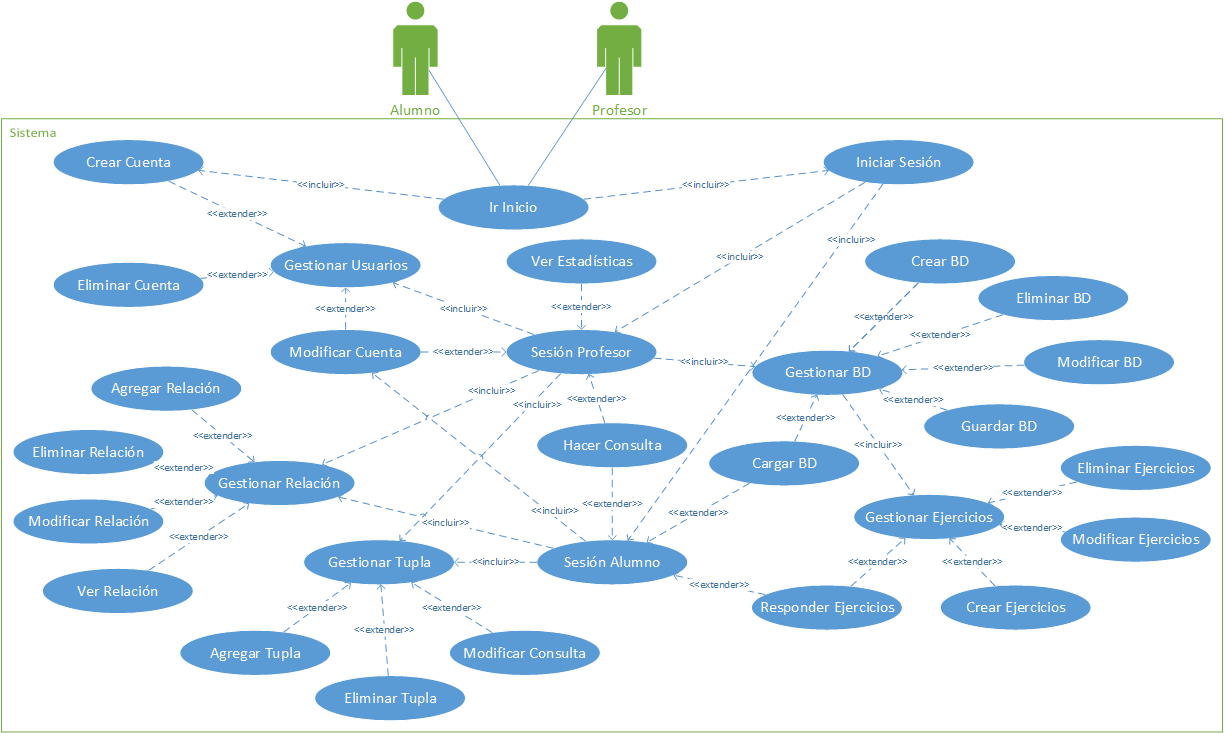 Alumno
Profesor
Sistema
Crear Cuenta
Iniciar Sesión
<<incluir>>
<<incluir>>
Ir Inicio
<<extender>>
<<incluir>>
<<incluir>>
Gestionar Usuarios
Ver Estadísticas
Crear BD
<<extender>>
Eliminar Cuenta
Eliminar BD
<<extender>>
<<incluir>>
<<extender>>
<<extender>>
<<extender>>
Modificar Cuenta
<<extender>>
Sesión Profesor
<<incluir>>
Gestionar BD
<<extender>>
Modificar BD
Agregar Relación
<<incluir>>
<<incluir>>
<<extender>>
<<extender>>
<<extender>>
Guardar BD
<<extender>>
Hacer Consulta
<<incluir>>
Eliminar Relación
<<extender>>
Cargar BD
Eliminar Ejercicios
Gestionar Relación
<<extender>>
<<extender>>
<<incluir>>
<<extender>>
<<extender>>
Modificar Relación
<<incluir>>
Gestionar Ejercicios
<<extender>>
Modificar Ejercicios
<<extender>>
Gestionar Tupla
<<incluir>>
Sesión Alumno
<<extender>>
<<extender>>
Ver Relación
<<extender>>
<<extender>>
<<extender>>
Responder Ejercicios
Crear Ejercicios
<<extender>>
Agregar Tupla
Modificar Consulta
Eliminar Tupla